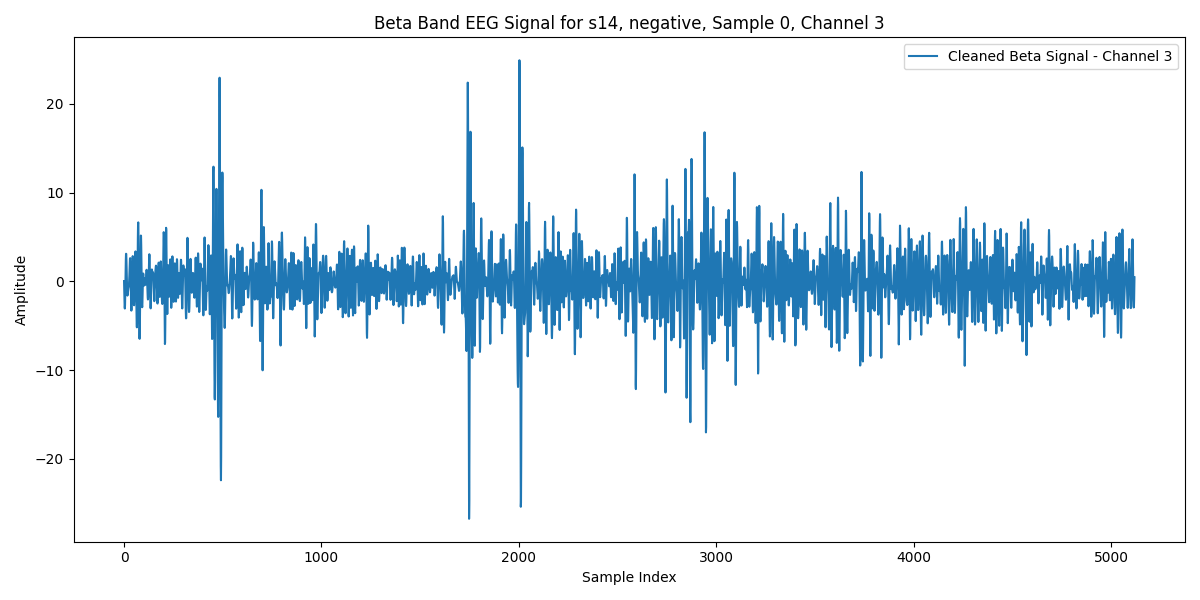 Beta Band EEG Signal for s14, negative, Sample 0, Channel 3
Cleaned Beta Signal - Channel 3
Amplitude
20
10
0
−10
−20
0 1000 2000 3000 4000 5000
Sample Index